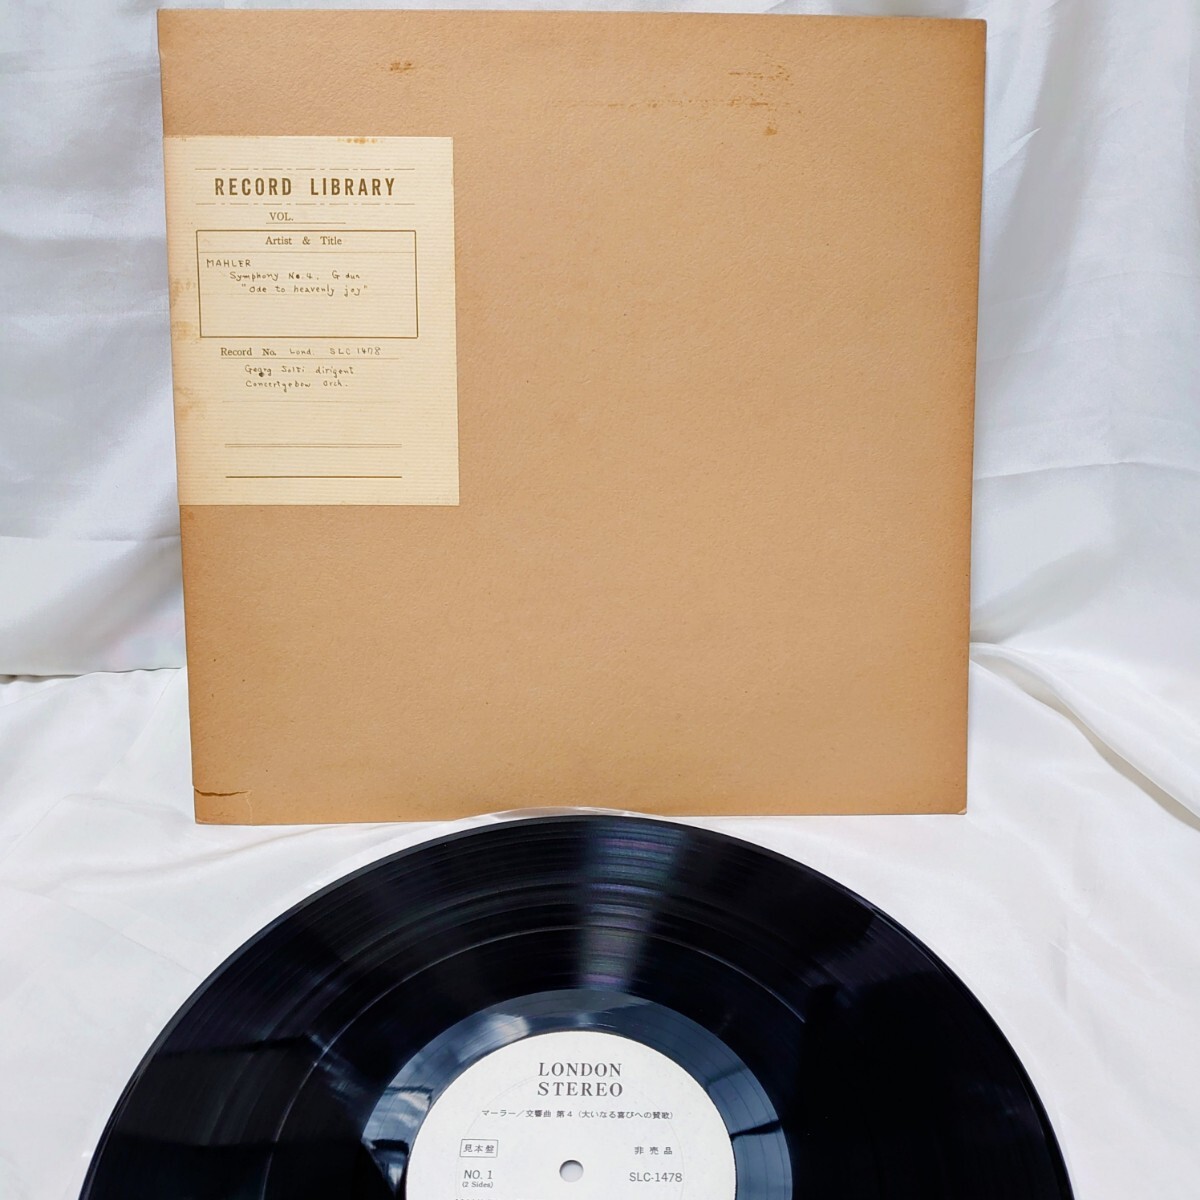 RECORD LIBRARY
VOL.
Artist & Title
MAHLER
Symphony No. 4. G dur
"Ode to heavenly joy"
Record No. Lond: SLC 1478
Georg Solti dirigent
Concertgebow Orch.
LONDON
STEREO
マーラー/交響曲 第4(大いなる喜びへの賛歌)
見本盤 非売品
NO. 1 SLC-1478
(2 Sides)